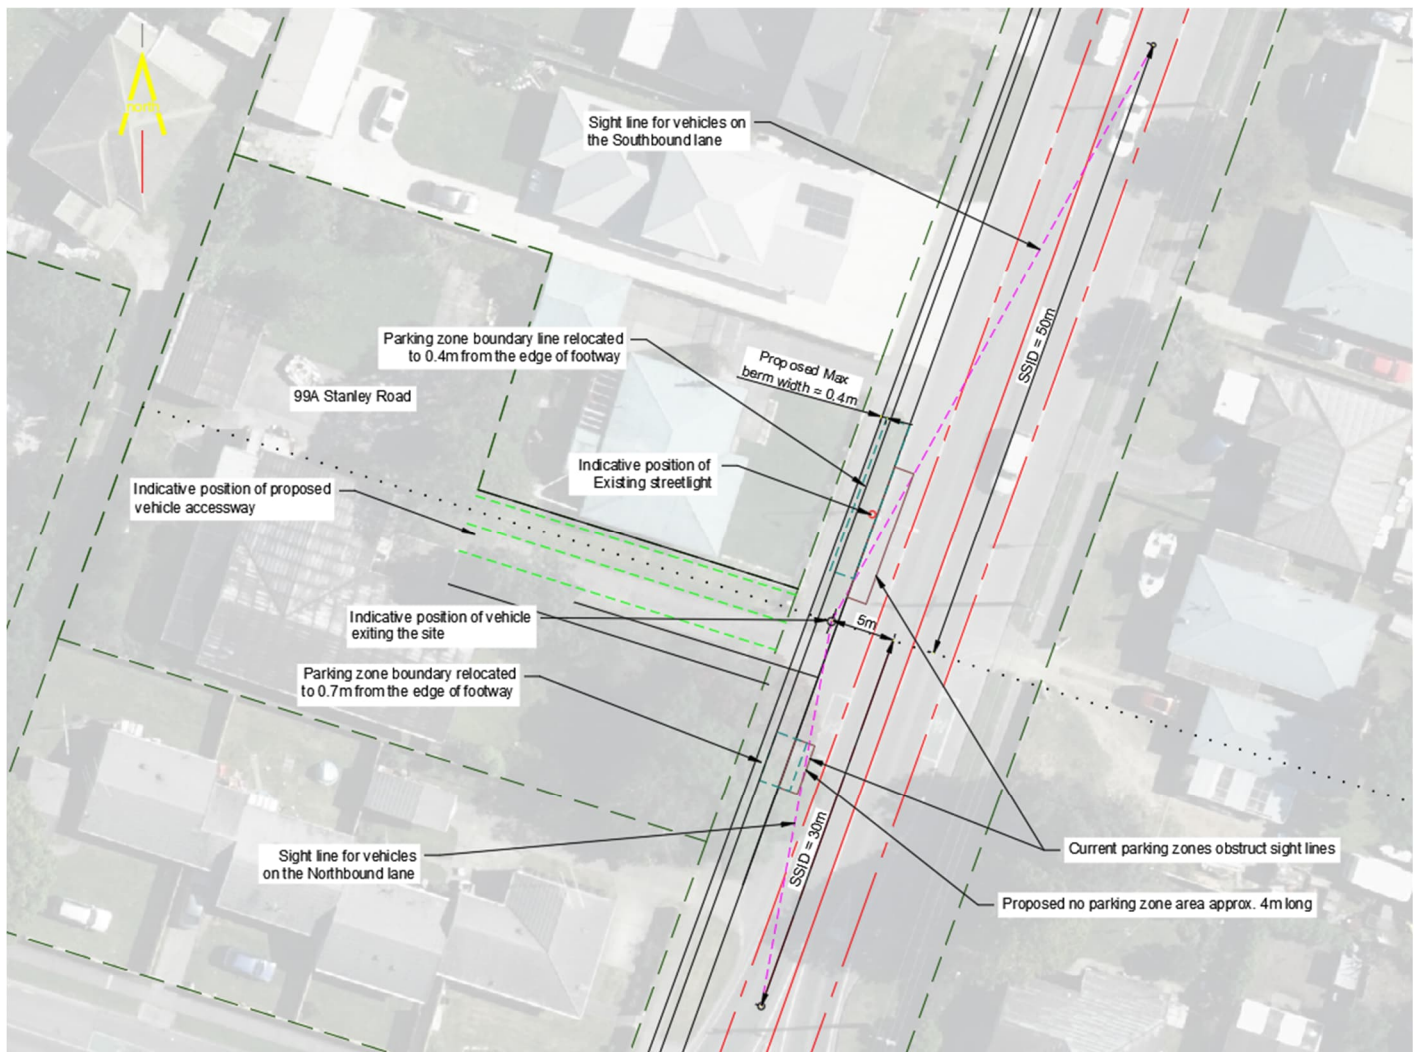 north
Sight line for vehicles on
the Southbound lane
SSID = 50m
Parking zone boundary line relocated
to 0.4m from the edge of footway
Proposed Max
berm width = 0.4m
99A Stanley Road
Indicative position of
Existing streetlight
Indicative position of proposed
vehicle accessway
Indicative position of vehicle
exiting the site
5m
Parking zone boundary relocated
to 0.7m from the edge of footway
SSID = 30m
Sight line for vehicles
on the Northbound lane
Current parking zones obstruct sight lines
Proposed no parking zone area approx. 4m long